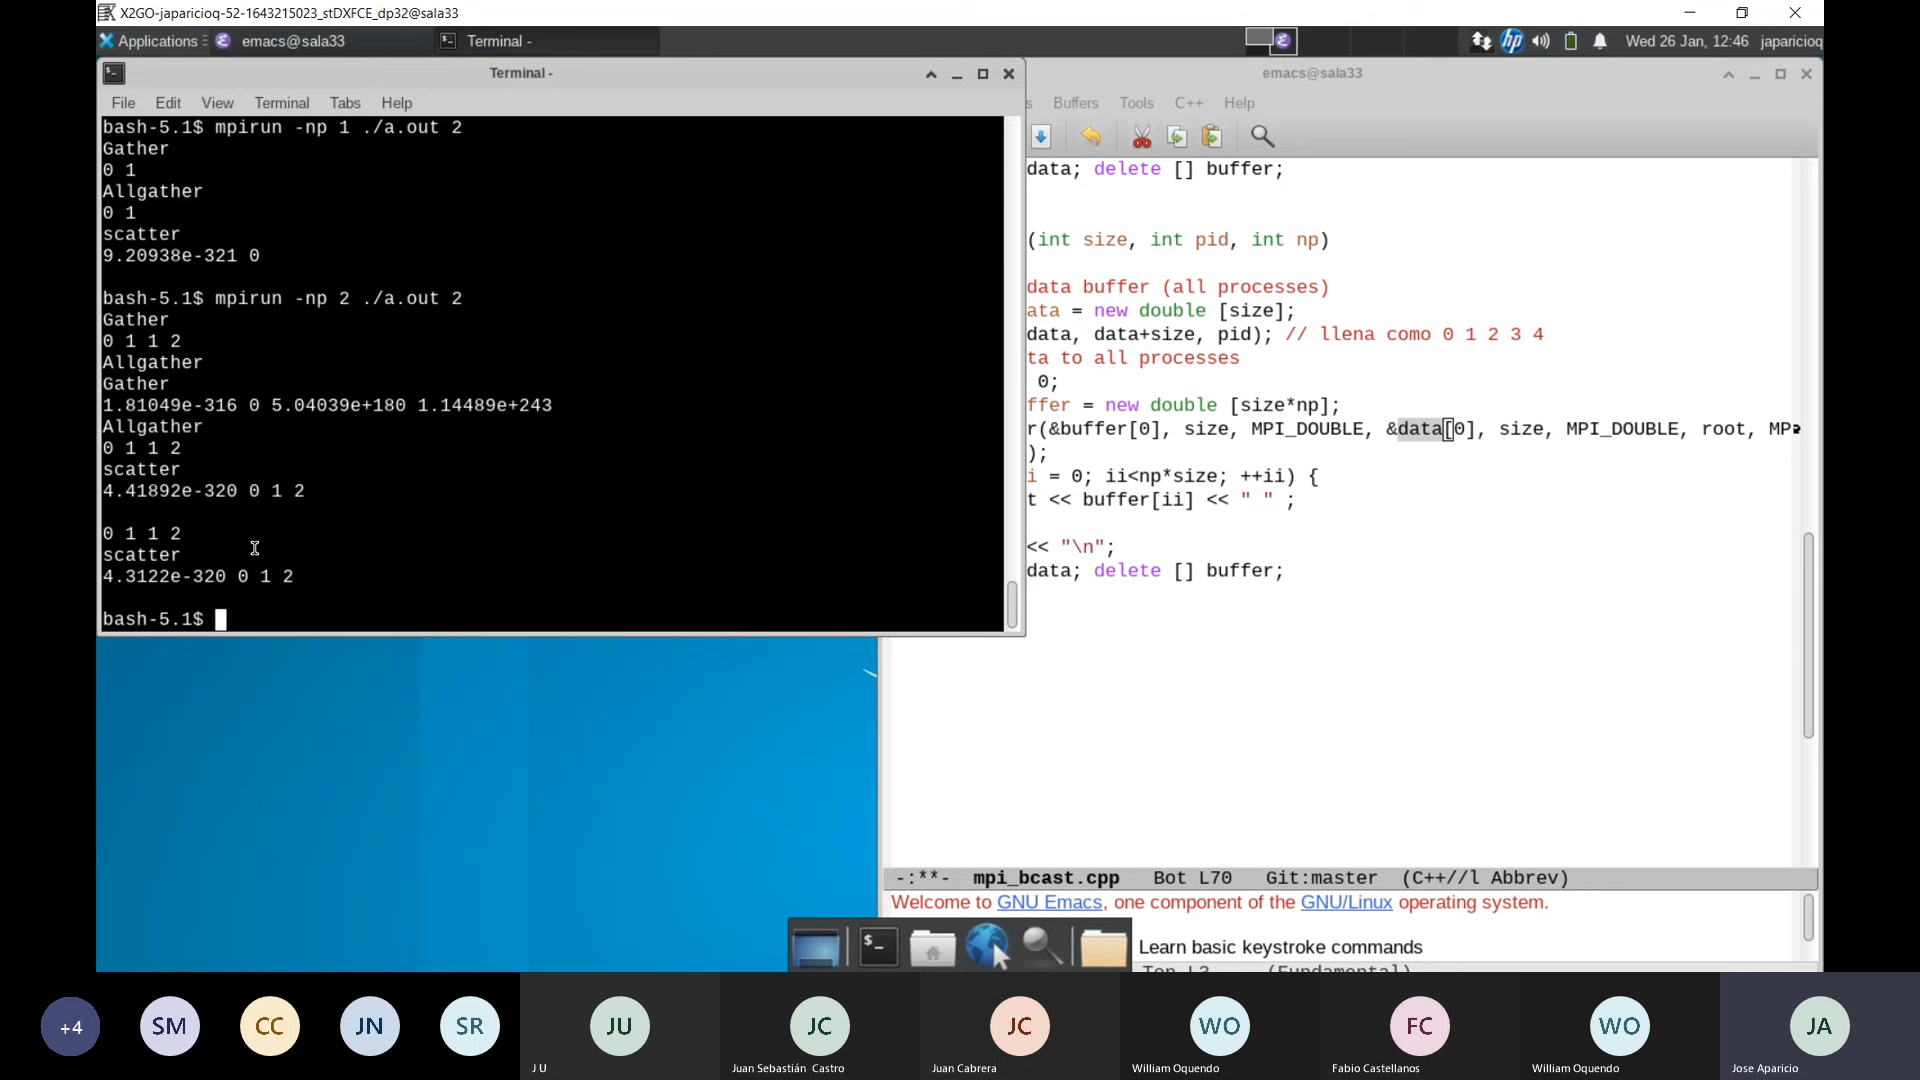 X2GO-japaricioq-52-1643215023_stDXFCE_dp32@sala33
Applications
emacs@sala33
Terminal -
hp
Wed 26 Jan, 12:46
japaricioq
Terminal -
File Edit View Terminal Tabs Help
bash-5.1$ mpirun -np 1 ./a.out 2
Gather
0 1
Allgather
0 1
scatter
9.20938e-321 0
bash-5.1$ mpirun -np 2 ./a.out 2
Gather
0 1 1 2
Allgather
Gather
1.81049e-316 0 5.04039e+180 1.14489e+243
Allgather
0 1 1 2
scatter
4.41892e-320 0 1 2
0 1 1 2
scatter
4.3122e-320 0 1 2
bash-5.1$
emacs@sala33
s Buffers Tools C++ Help
data; delete [] buffer;
(int size, int pid, int np)
data buffer (all processes)
ata = new double [size];
data, data+size, pid); // llena como 0 1 2 3 4
ta to all processes
0;
ffer = new double [size*np];
r(&buffer[0], size, MPI_DOUBLE, &data[0], size, MPI_DOUBLE, root, MP
);
i = 0; ii<np*size; ++ii) {
t << buffer[ii] << " " ;
<< "\n";
data; delete [] buffer;
-:**- mpi_bcast.cpp Bot L70 Git:master (C++//l Abbrev)
Welcome to GNU Emacs, one component of the GNU/Linux operating system.
Learn basic keystroke commands
Top L3 (Fundamental)
+4
SM
CC
JN
SR
JU
J U
JC
Juan Sebastián Castro
JC
Juan Cabrera
WO
William Oquendo
FC
Fabio Castellanos
WO
William Oquendo
JA
Jose Aparicio